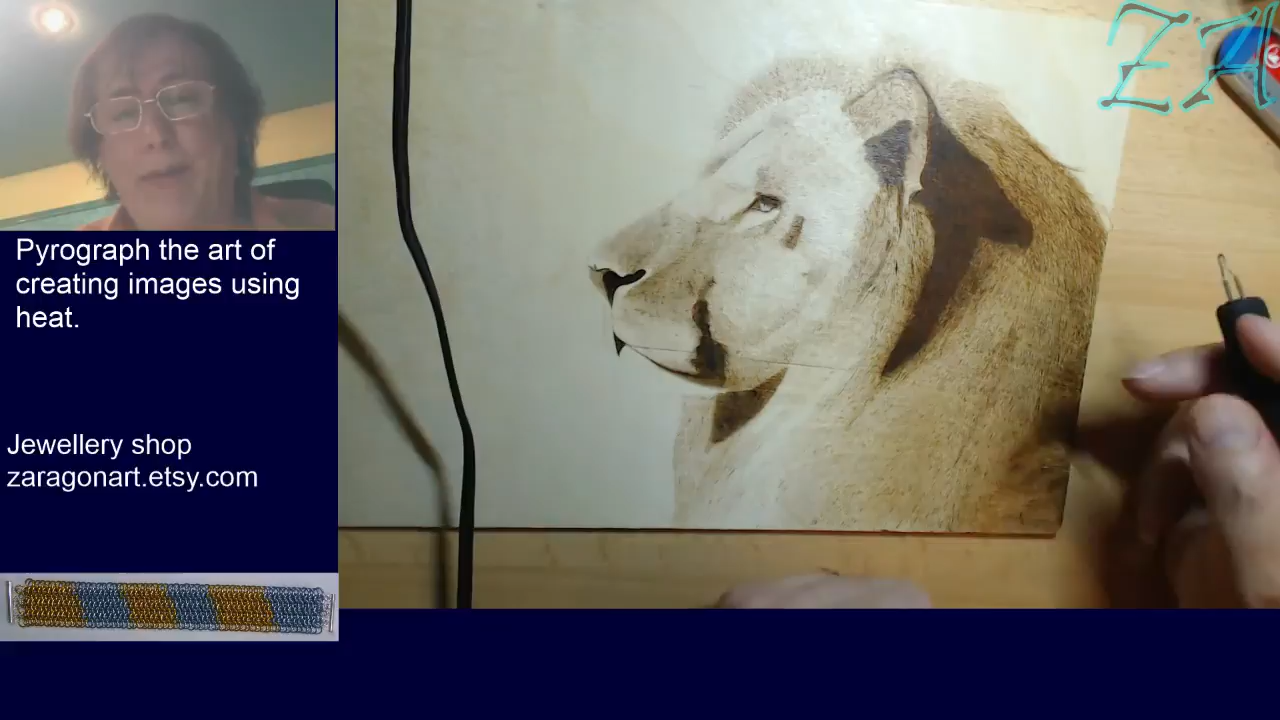 ZA
Pyrograph the art of
creating images using
heat.
Jewellery shop
zaragonart.etsy.com